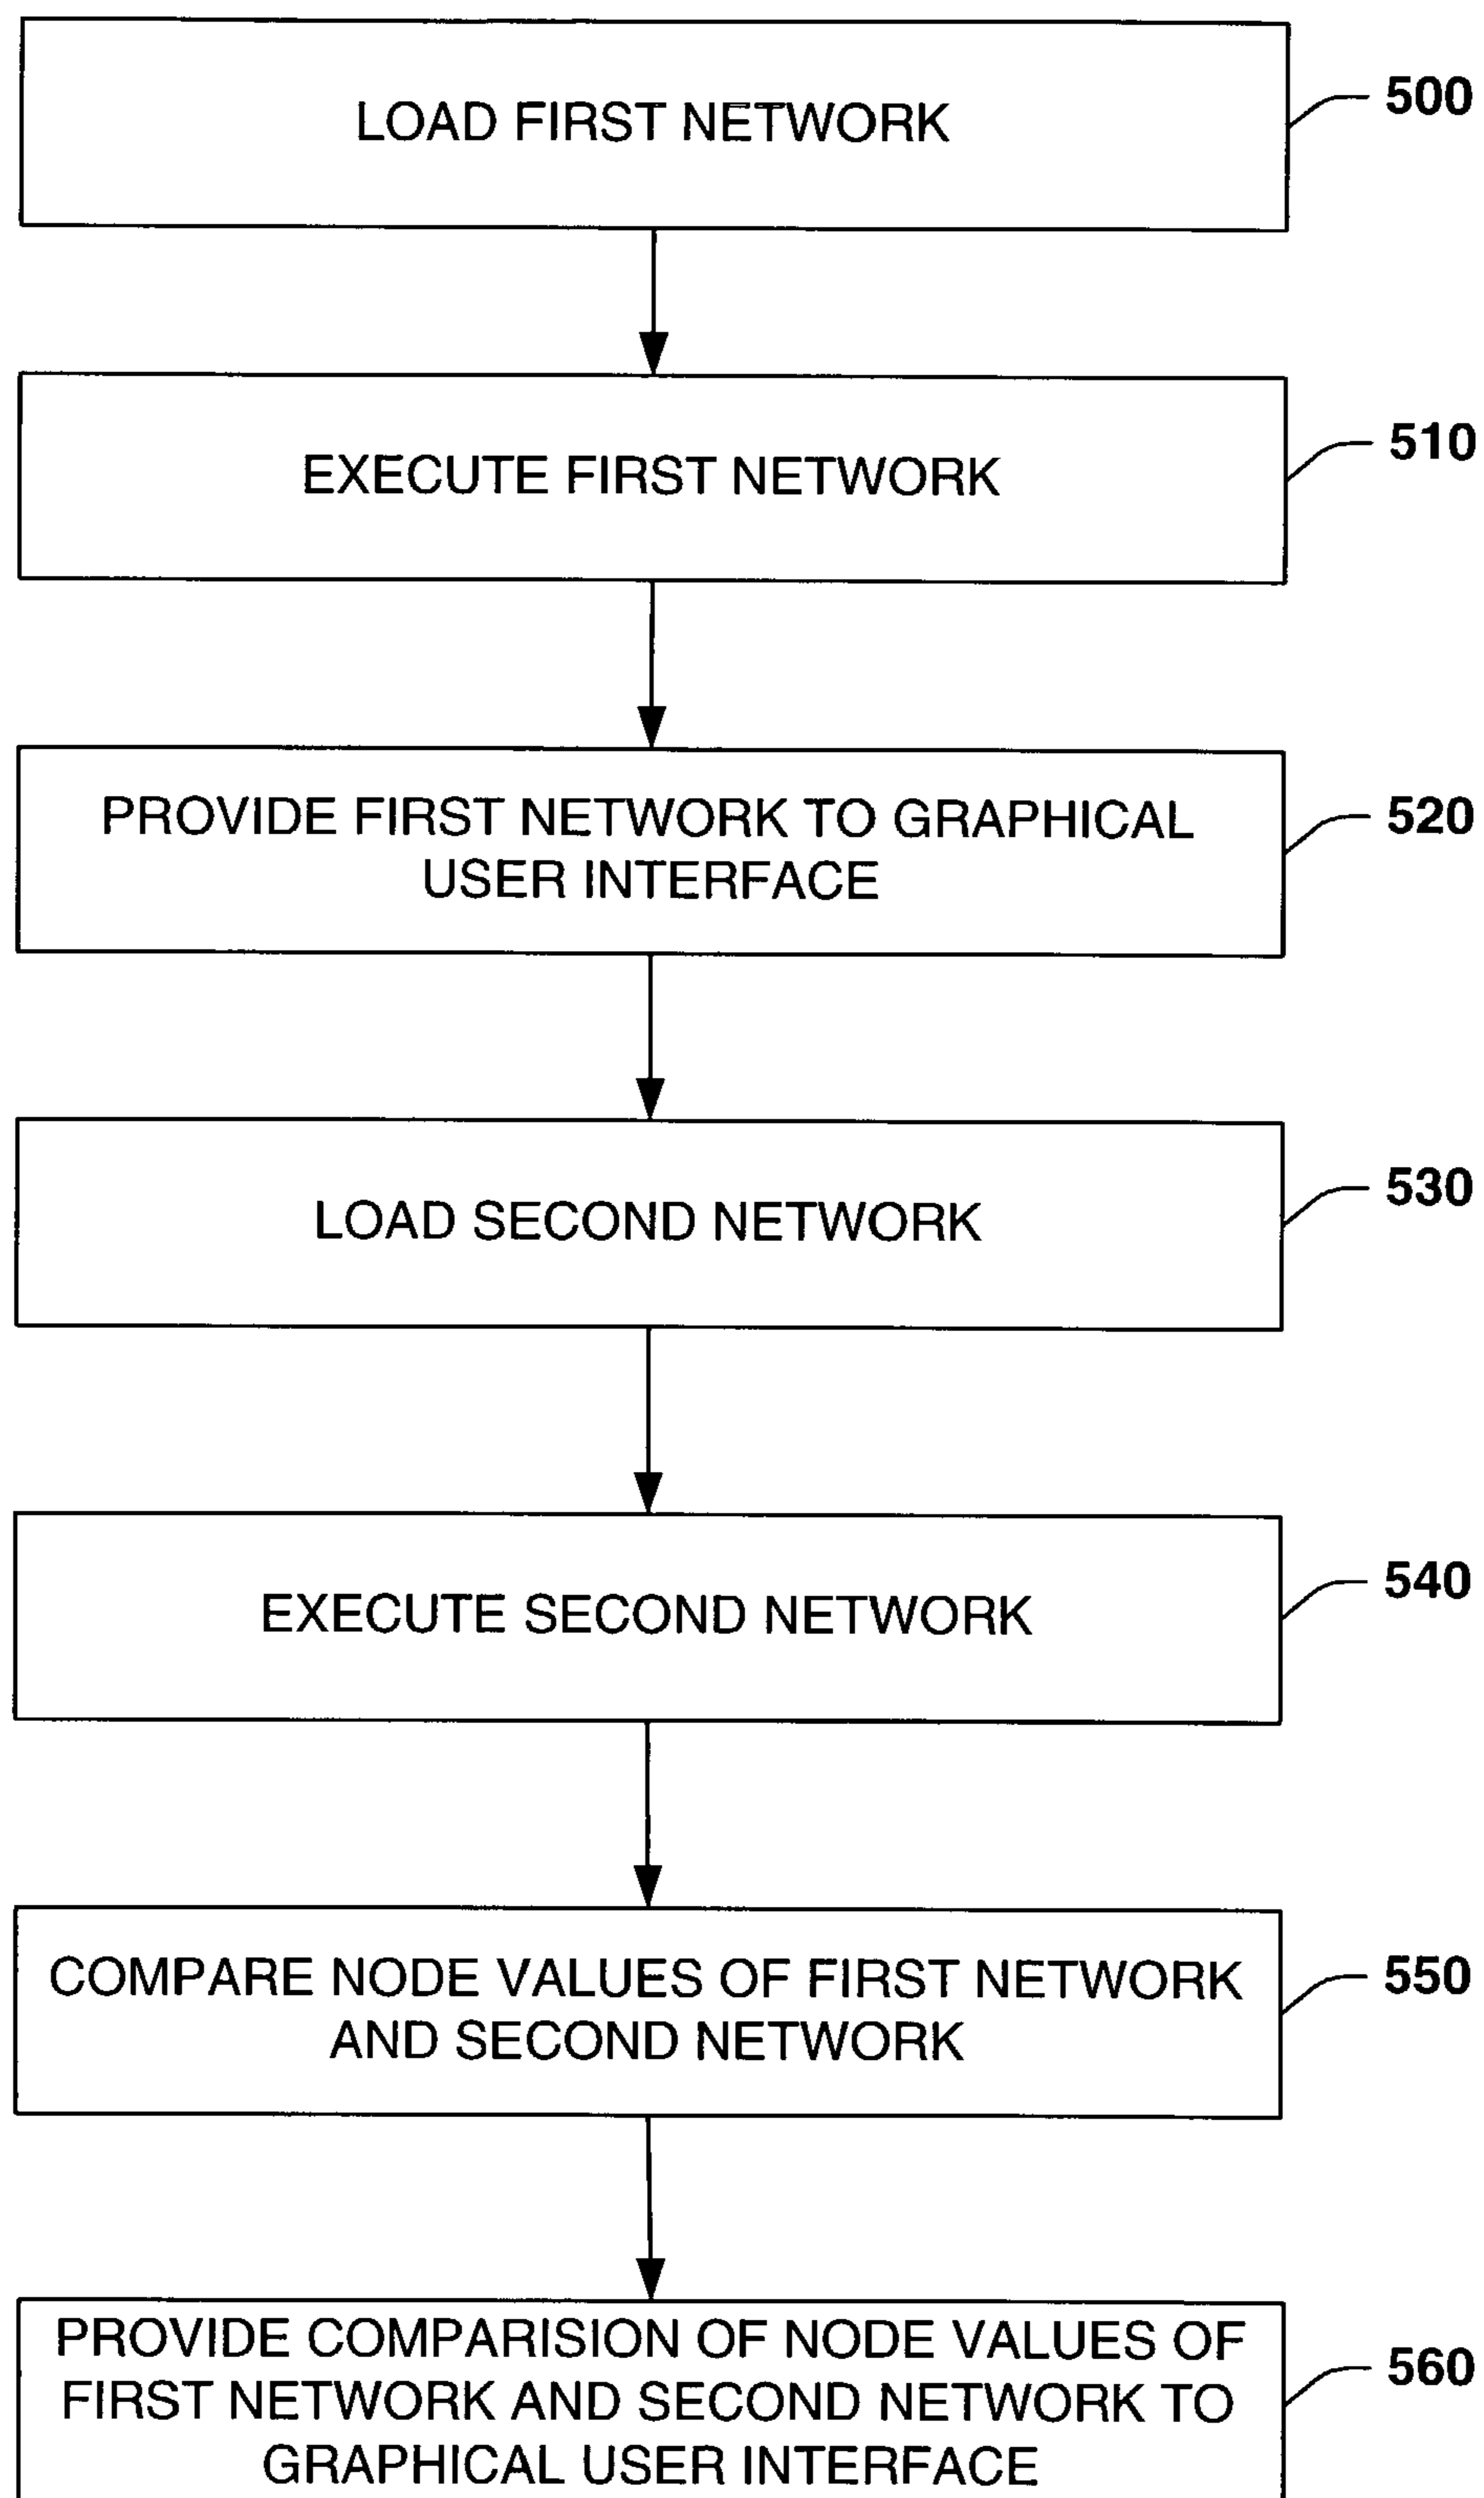 LOAD FIRST NETWORK
500
EXECUTE FIRST NETWORK
510
PROVIDE FIRST NETWORK TO GRAPHICAL
USER INTERFACE
520
LOAD SECOND NETWORK
530
EXECUTE SECOND NETWORK
540
COMPARE NODE VALUES OF FIRST NETWORK
AND SECOND NETWORK
550
PROVIDE COMPARISION OF NODE VALUES OF
FIRST NETWORK AND SECOND NETWORK TO
GRAPHICAL USER INTERFACE
560